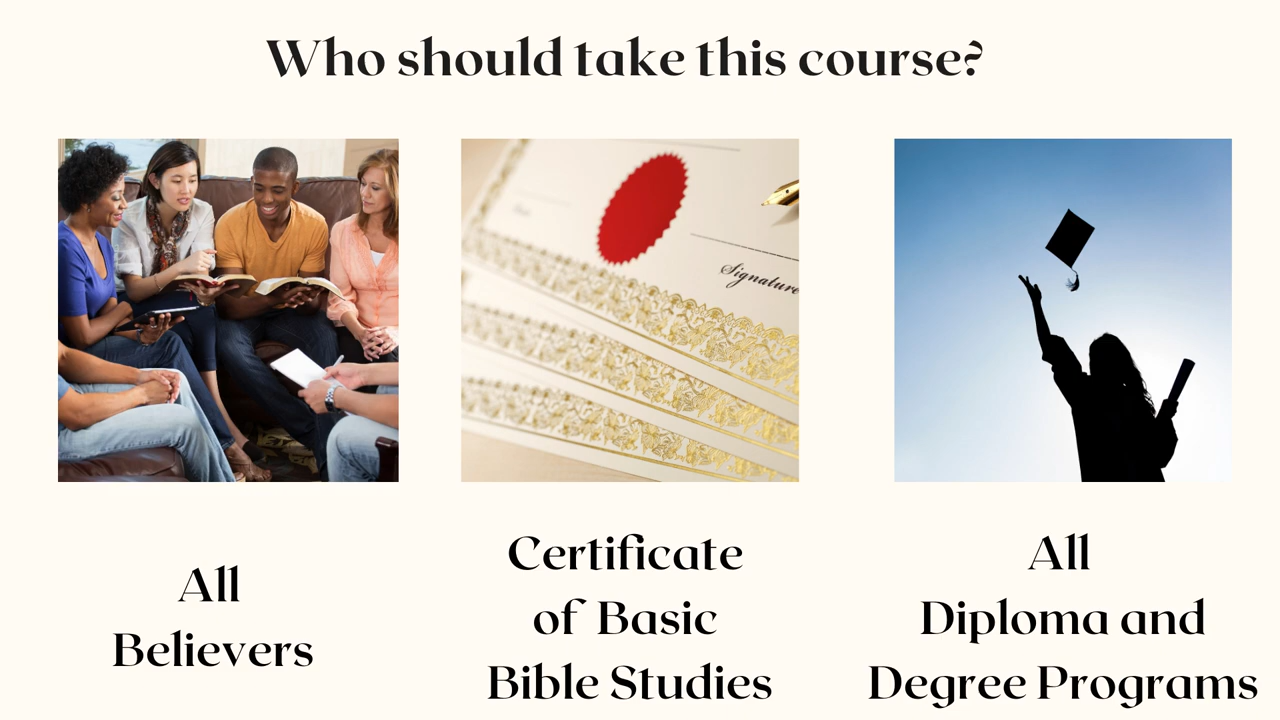 Who should take this course?
Signature
All
Believers
Certificate
of Basic
Bible Studies
All
Diploma and
Degree Programs